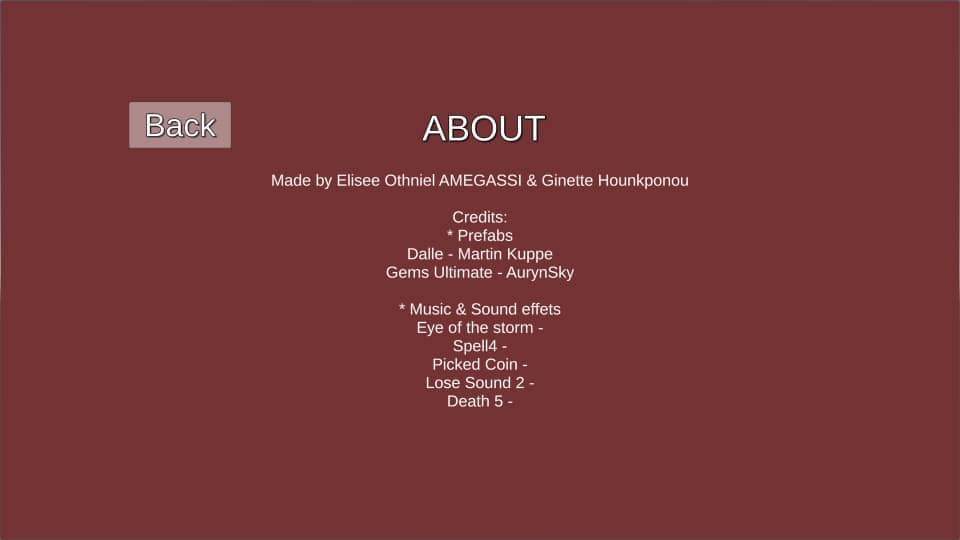 Back
ABOUT
Made by Elisee Othniel AMEGASSI & Ginette Hounkponou
Credits:
* Prefabs
Dalle - Martin Kuppe
Gems Ultimate - AurynSky
* Music & Sound effets
Eye of the storm -
Spell4 -
Picked Coin -
Lose Sound 2 -
Death 5 -